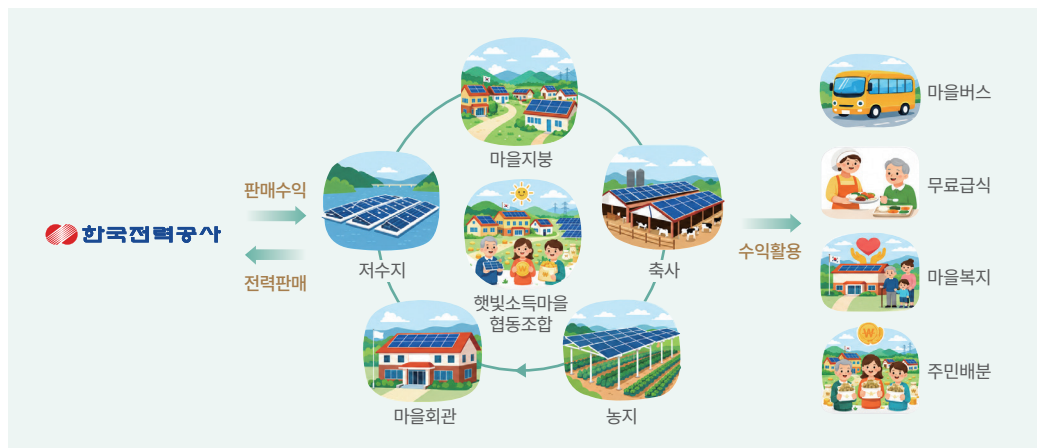 한국전력공사
판매수익
전력판매
마을지붕
저수지
축사
햇빛소득마을
협동조합
마을회관
농지
수익활용
마을버스
무료급식
마을복지
주민배분